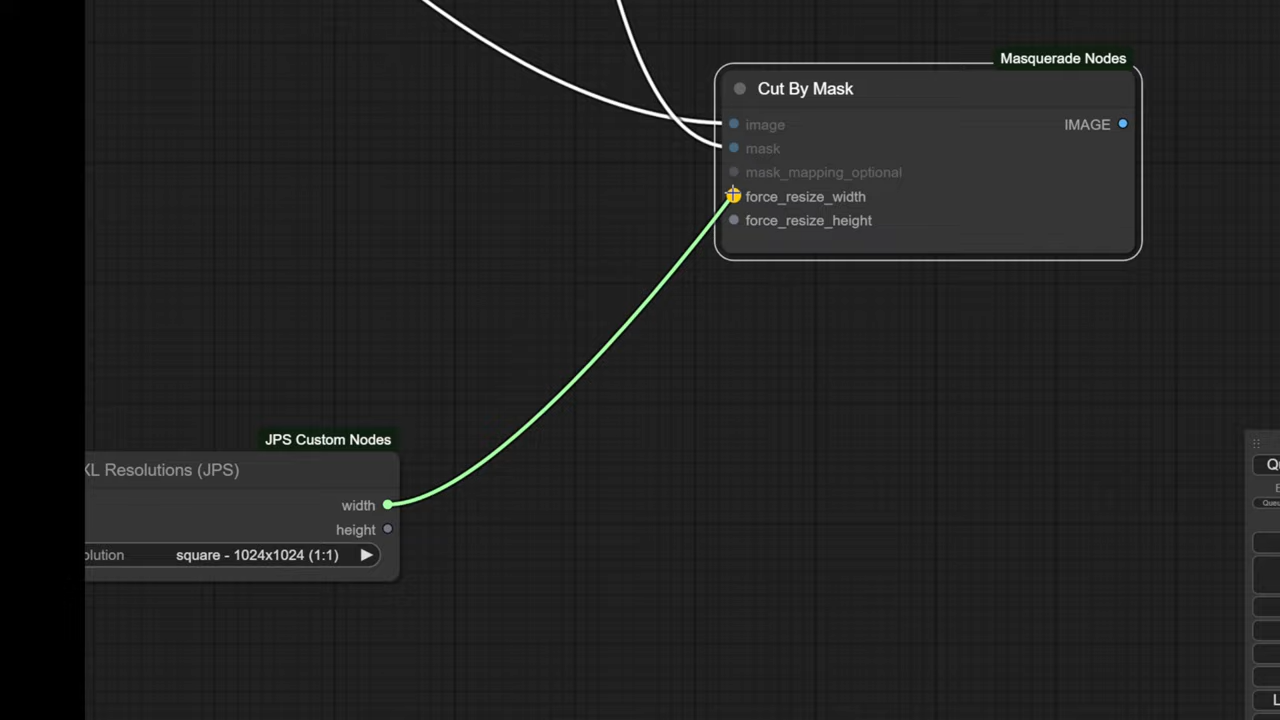 Masquerade Nodes
Cut By Mask
image
IMAGE
mask
mask_mapping_optional
force_resize_width
force_resize_height
JPS Custom Nodes
XL Resolutions (JPS)
width
height
olution square - 1024x1024 (1:1)
Qu
L